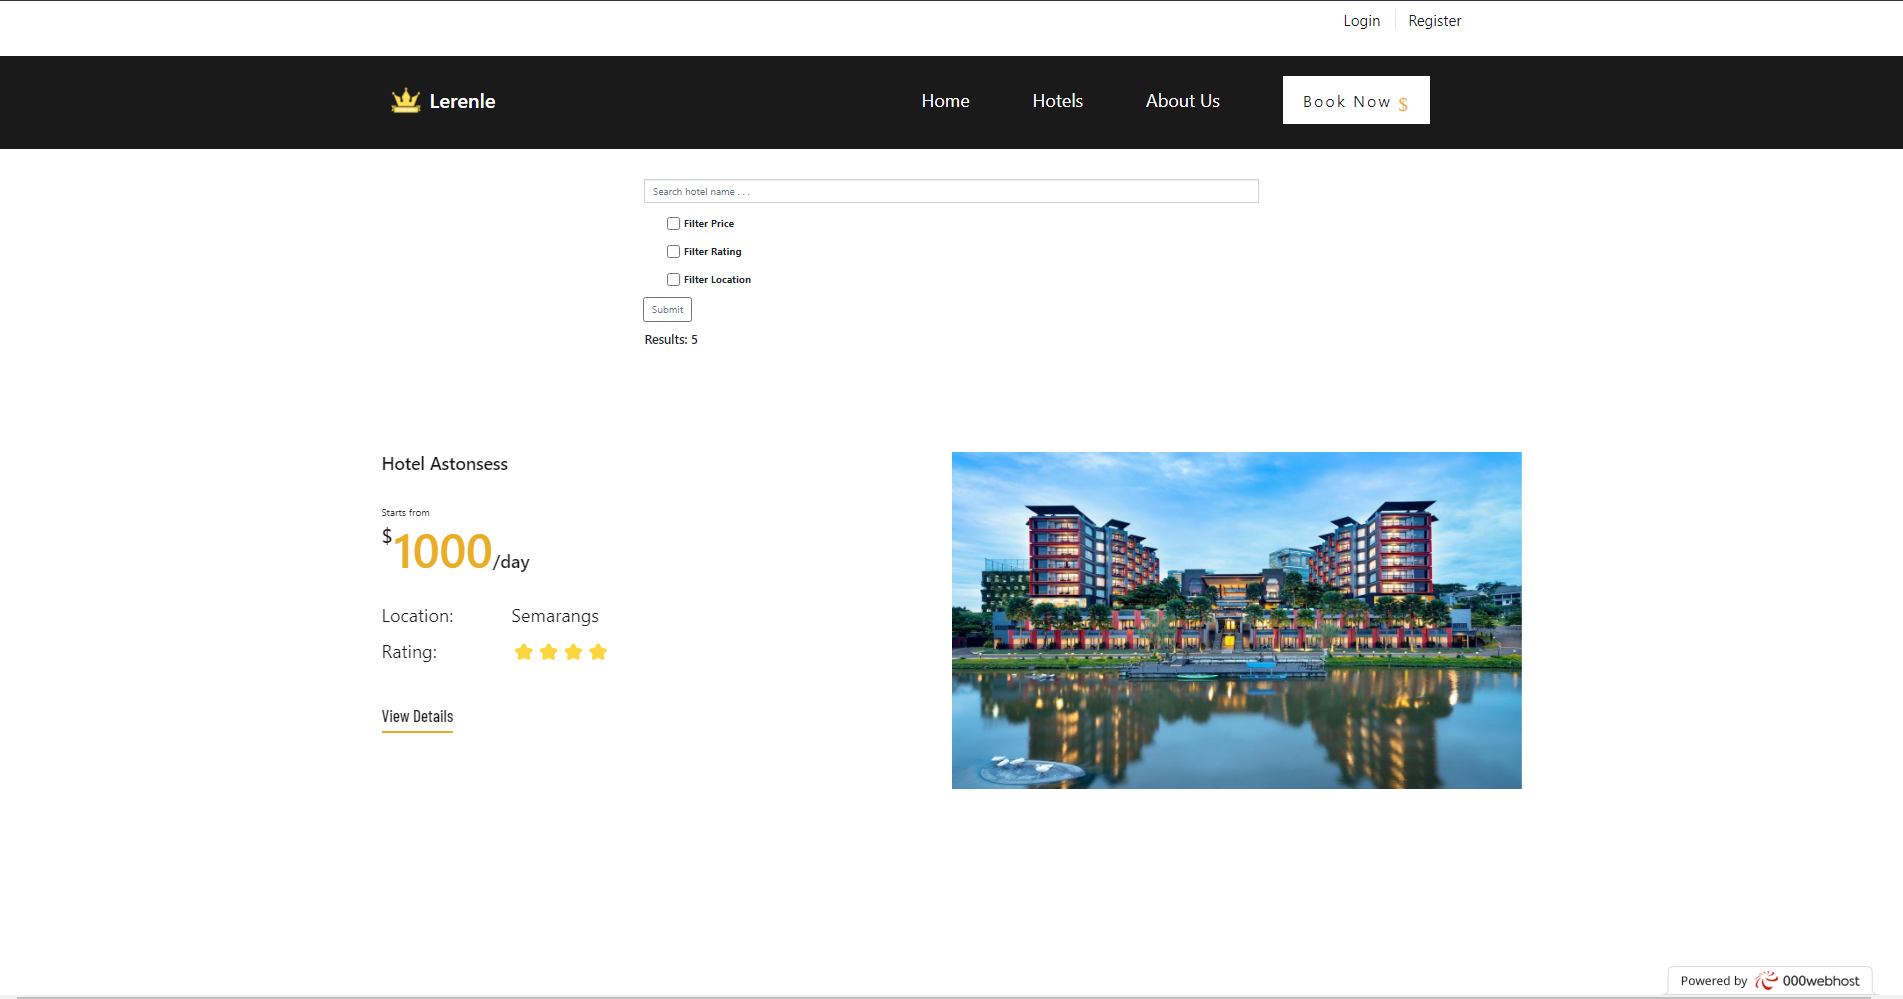 Login Register
Lerenle Home Hotels About Us Book Now $
Search hotel name . . .
Filter Price
Filter Rating
Filter Location
Submit
Results: 5
Hotel Astonsess
Starts from
$1000/day
Location: Semarangs
Rating:
View Details
Powered by 000webhost